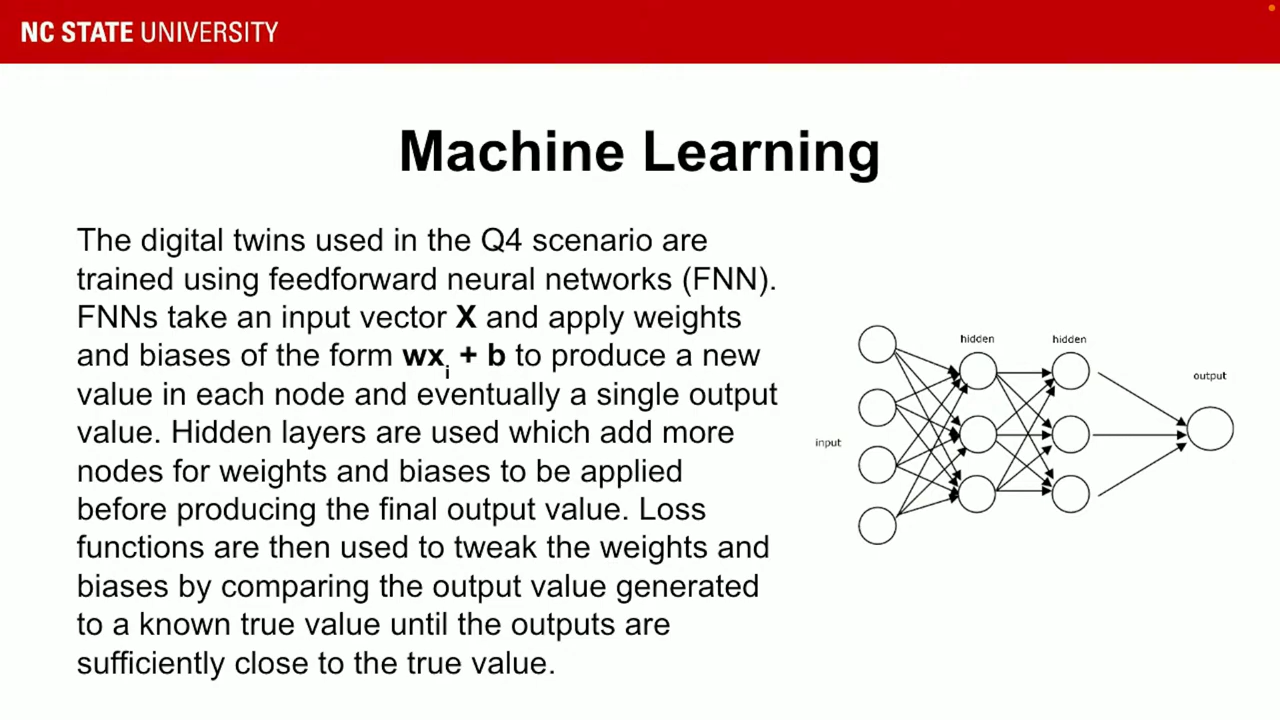 NC STATE UNIVERSITY
Machine Learning
The digital twins used in the Q4 scenario are
trained using feedforward neural networks (FNN).
FNNs take an input vector X and apply weights
and biases of the form wxi + b to produce a new
value in each node and eventually a single output
value. Hidden layers are used which add more
nodes for weights and biases to be applied
before producing the final output value. Loss
functions are then used to tweak the weights and
biases by comparing the output value generated
to a known true value until the outputs are
sufficiently close to the true value.
input
hidden
hidden
output